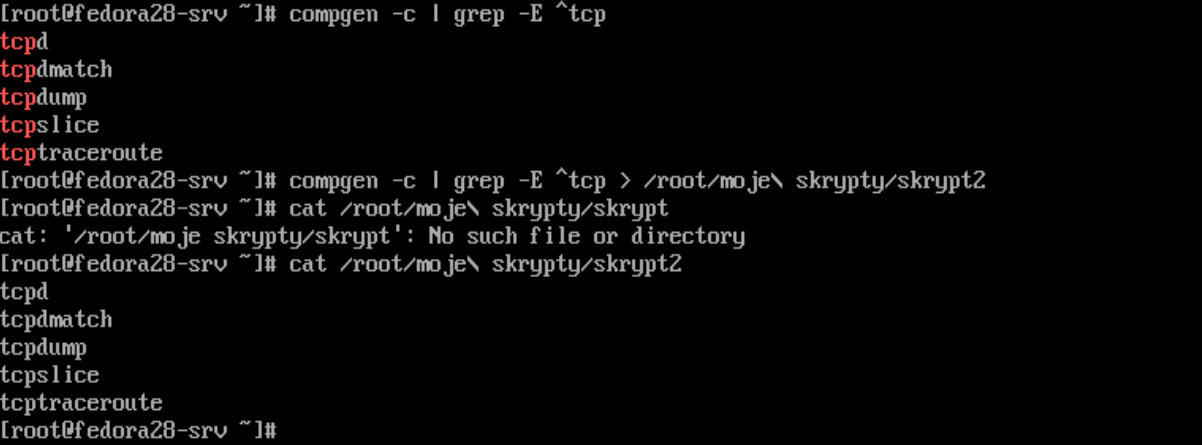 [root@fedora28-srv ~]# compgen -c | grep -E ^tcp
tcpd
tcpdmatch
tcpdump
tcpslice
tcptraceroute
[root@fedora28-srv ~]# compgen -c | grep -E ^tcp > /root/moje\ skrypty/skrypt2
[root@fedora28-srv ~]# cat /root/moje\ skrypty/skrypt
cat: '/root/moje skrypty/skrypt': No such file or directory
[root@fedora28-srv ~]# cat /root/moje\ skrypty/skrypt2
tcpd
tcpdmatch
tcpdump
tcpslice
tcptraceroute
[root@fedora28-srv ~]#